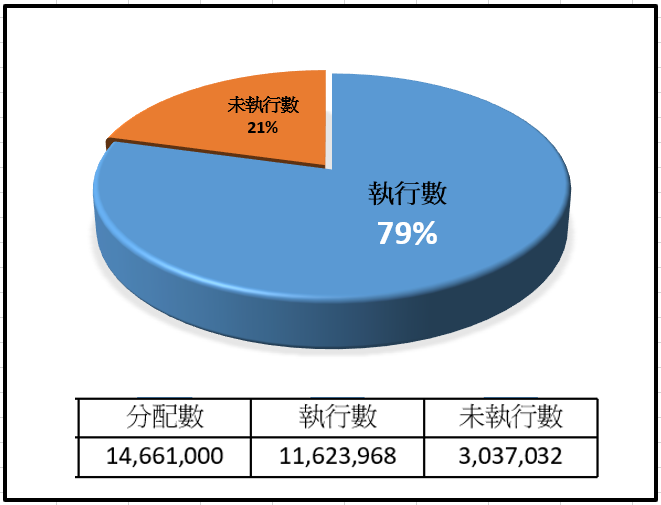 未執行數
21%
執行數
79%
分配數 執行數 未執行數
14,661,000 11,623,968 3,037,032